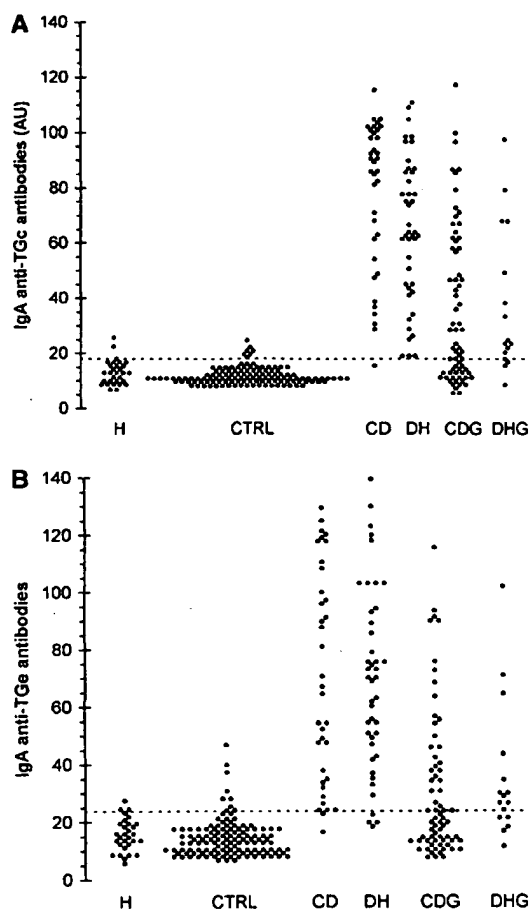 A
IgA anti-TGc antibodies (AU)
140
120
100
80
60
40
20
0
H CTRL CD DH CDG DHG
B
IgA anti-TGe antibodies
140
120
100
80
60
40
20
0
H CTRL CD DH CDG DHG